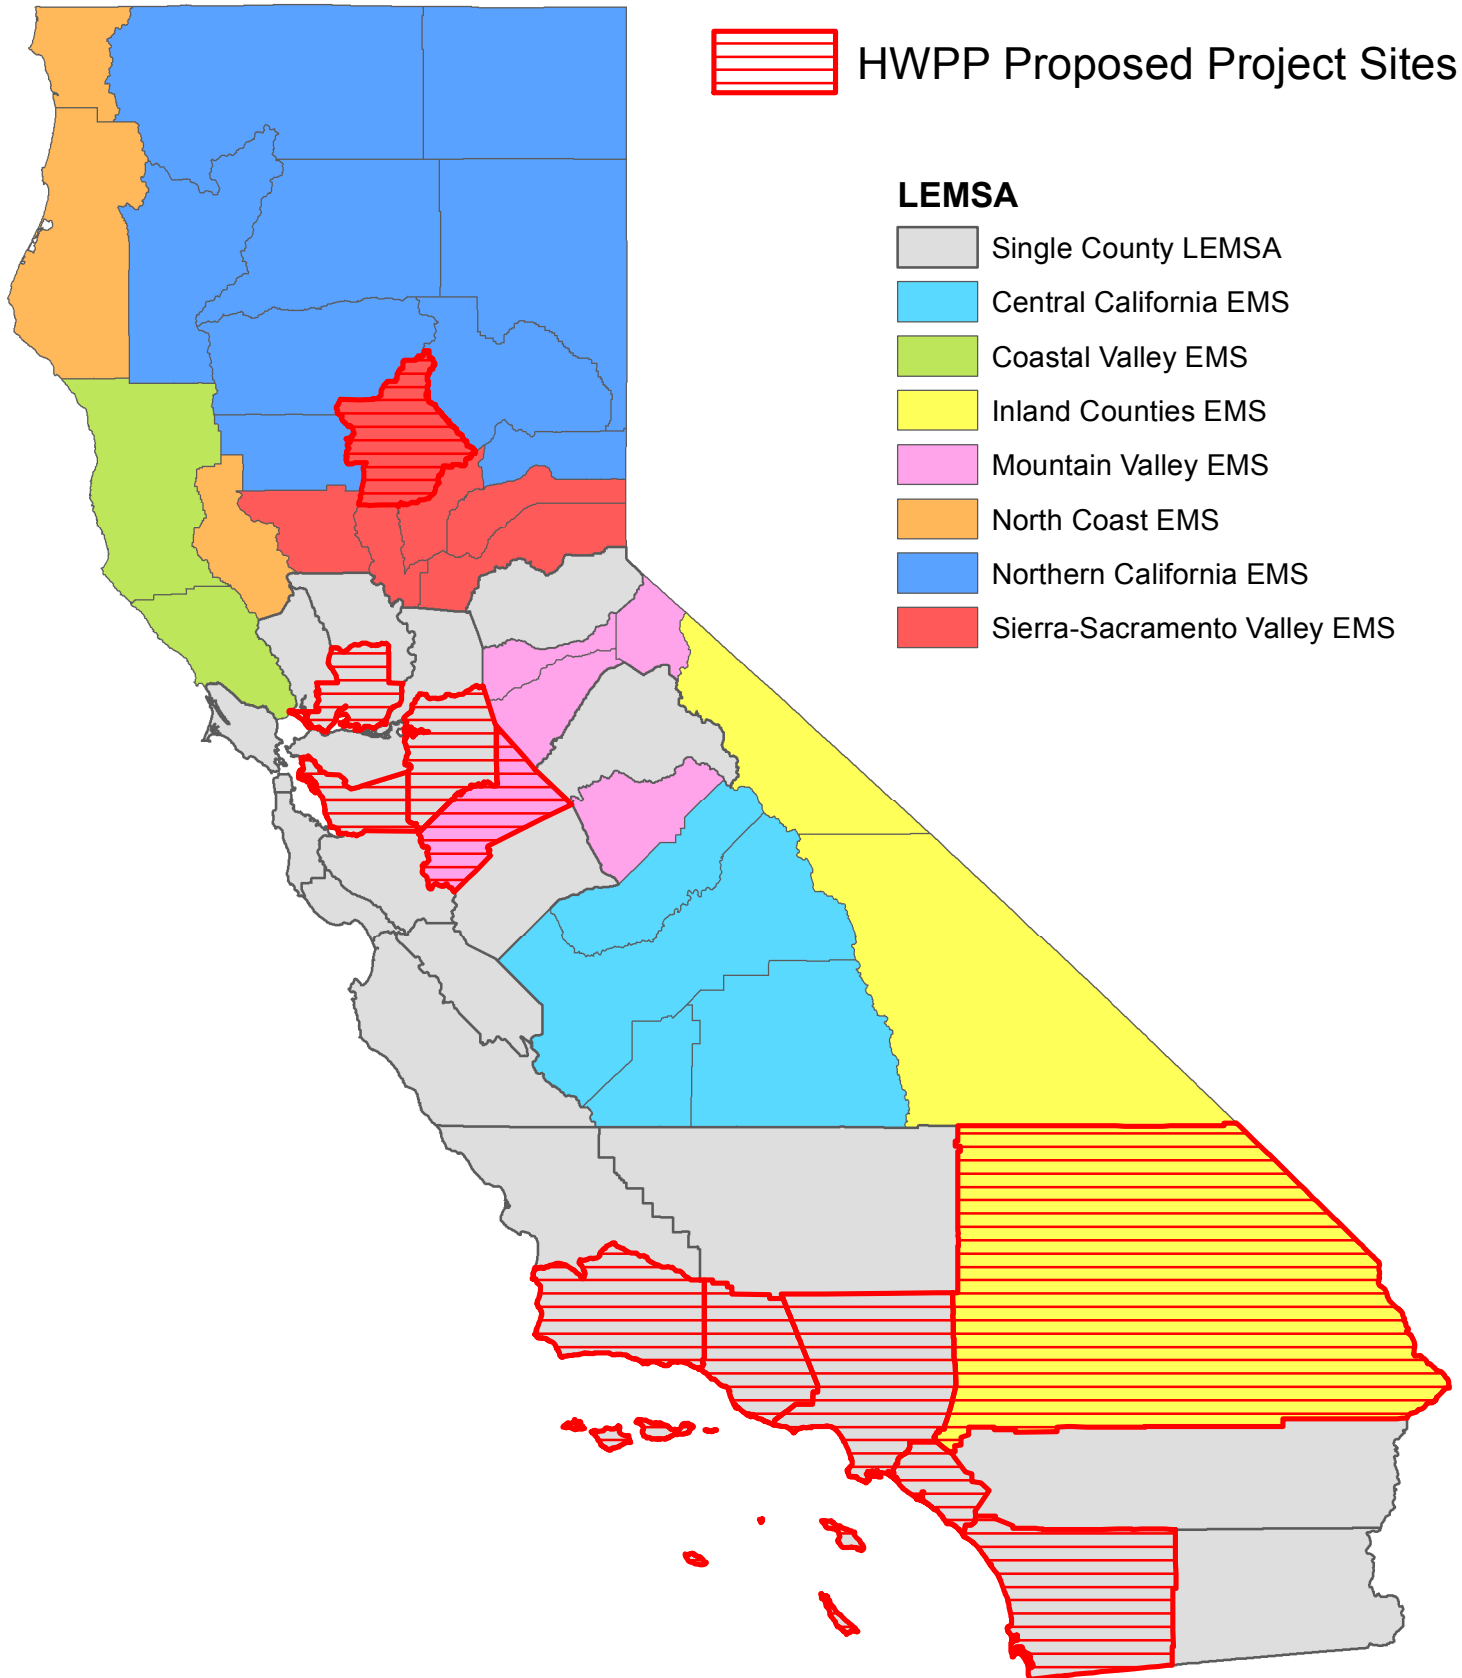 HWPP Proposed Project Sites
LEMSA
Single County LEMSA
Central California EMS
Coastal Valley EMS
Inland Counties EMS
Mountain Valley EMS
North Coast EMS
Northern California EMS
Sierra-Sacramento Valley EMS